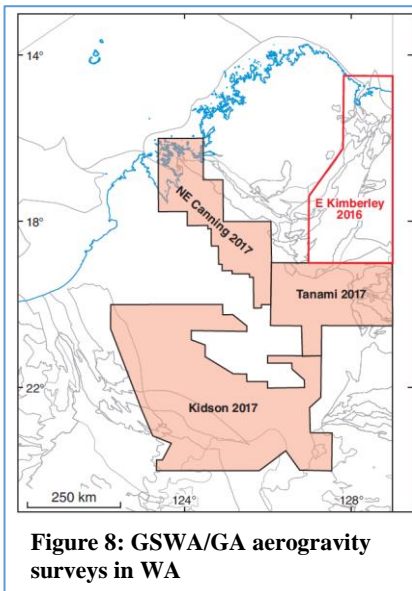 14°
E Kimberley
2016
NE Canning 2017
18°
Tanami 2017
22°
Kidson 2017
250 km
124°
128°
Figure 8: GSWA/GA aerogravity
surveys in WA